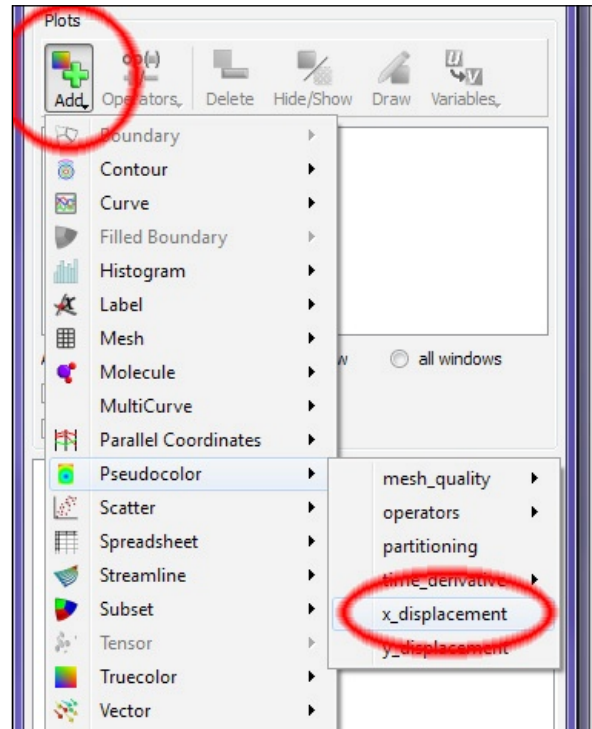 Plots
op(=)
+/-
Add Operators Delete Hide/Show Draw Variables
Boundary
Contour
Curve
Filled Boundary
Histogram
Label
Mesh
w all windows
Molecule
MultiCurve
Parallel Coordinates
Pseudocolor
mesh_quality
Scatter
operators
Spreadsheet
partitioning
Streamline
time_derivative
Subset
x_displacement
Tensor
y_displacement
Truecolor
Vector